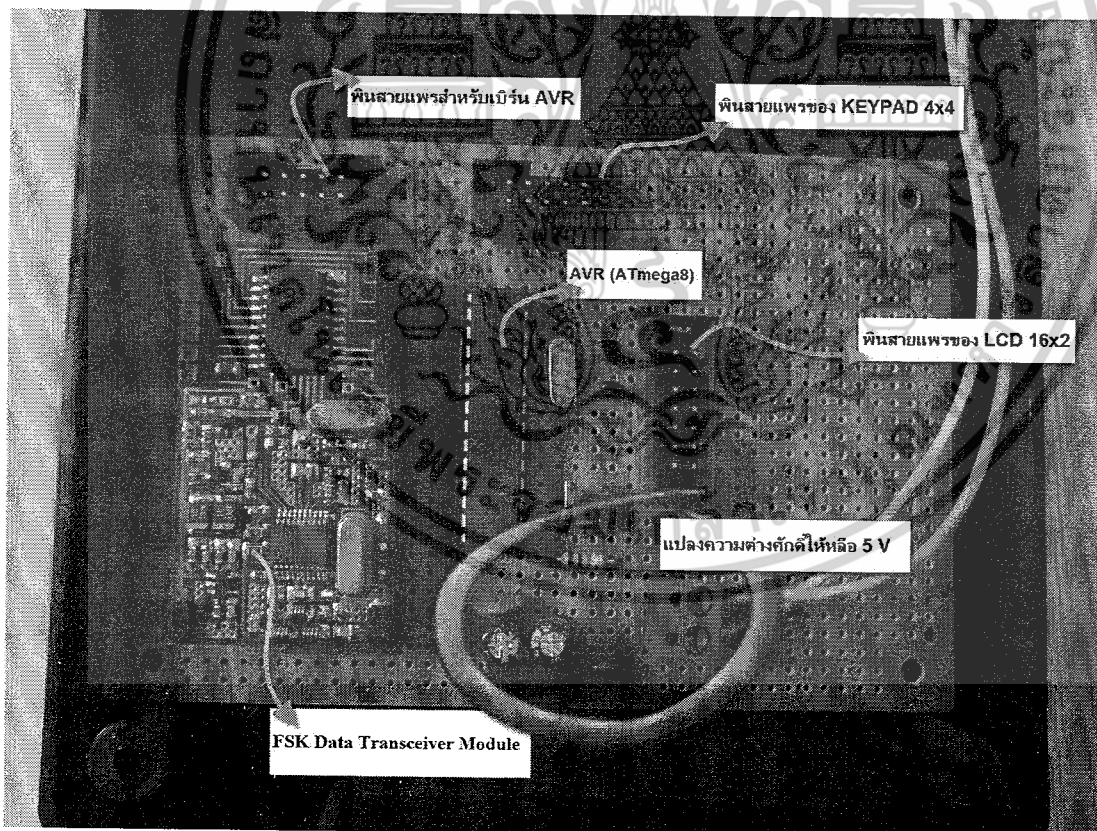 พินสายแพรสำหรับเบิร์น AVR
พินสายแพรของ KEYPAD 4x4
AVR (ATmega8)
พินสายแพรของ LCD 16x2
แปลงความต่างศักดิ์ให้หลือ 5 V
FSK Data Transceiver Module